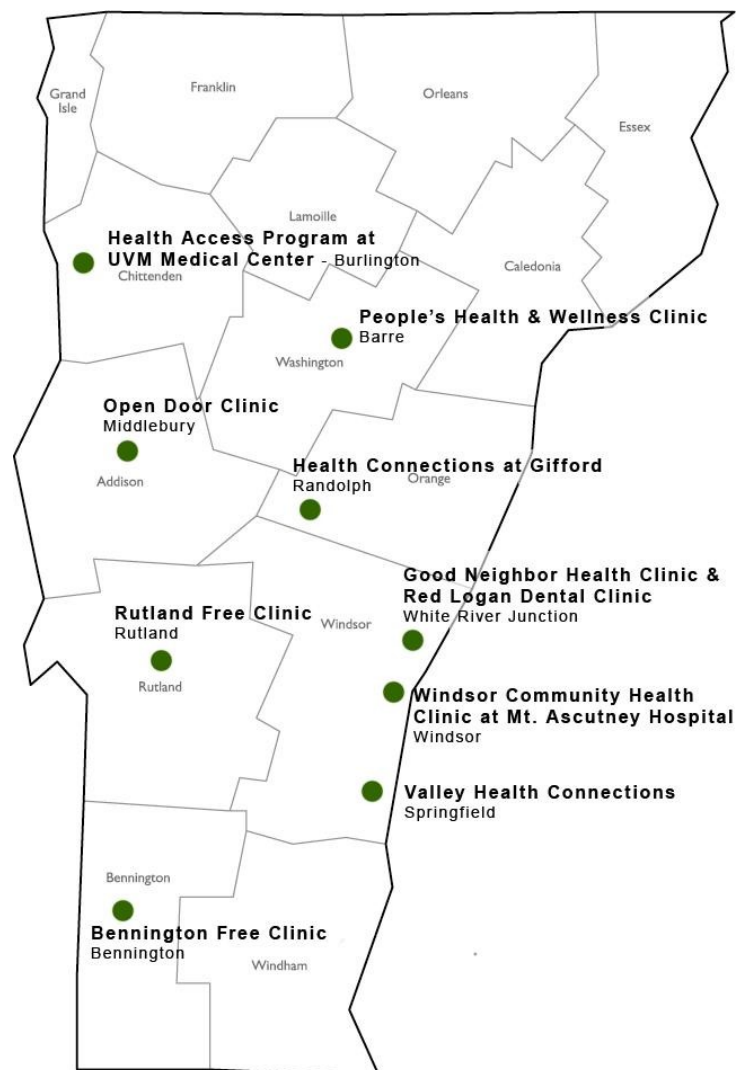 Grand
Isle
Franklin
Orleans
Essex
Lamoille
Health Access Program at
UVM Medical Center - Burlington
Chittenden
Caledonia
People's Health & Wellness Clinic
Barre
Washington
Open Door Clinic
Middlebury
Addison
Health Connections at Gifford
Randolph
Orange
Good Neighbor Health Clinic &
Red Logan Dental Clinic
White River Junction
Rutland Free Clinic
Rutland
Windsor
Rutland
Windsor Community Health
Clinic at Mt. Ascutney Hospital
Windsor
Valley Health Connections
Springfield
Bennington
Bennington Free Clinic
Bennington
Windham